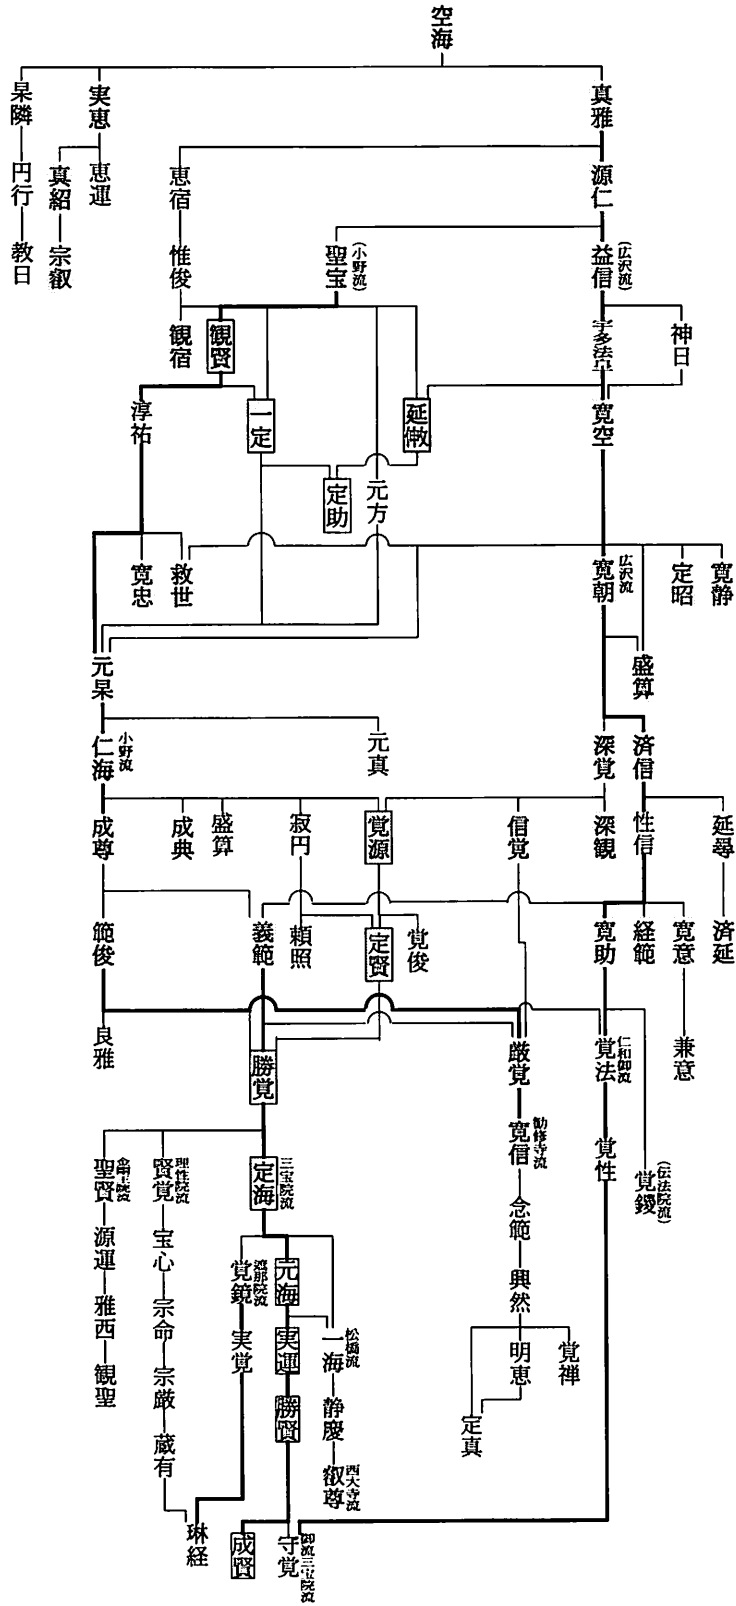 空海
真雅
実恵
杲隣
源仁
恵宿
恵運
真紹
円行
益信
(広沢流)
聖宝
(小野流)
惟俊
宗叡
教日
神日
宇多法皇
観賢
観宿
寛空
延敒
一定
淳祐
元方
定助
寛静
定昭
寛朝
広沢流
救世
寛忠
盛算
元杲
済信
深覚
元真
仁海
小野流
延尋
性信
深観
信覚
覚源
寂円
盛算
成典
成尊
済延
寛意
経範
寛助
覚俊
定賢
頼照
義範
範俊
兼意
覚法
仁和御流
厳覚
勝覚
良雅
覚鑁
(伝法院流)
覚性
寛信
勧修寺流
定海
三宝院流
賢覚
理性院流
聖賢
金剛王院流
念範
元海
覚鏡
宝心
源運
興然
一海
松橋流
実運
実覚
宗命
雅西
覚禅
明恵
静慶
勝賢
宗厳
観聖
定真
叡尊
西大寺流
蔵有
守覚
御流三宝院流
成賢
琳経